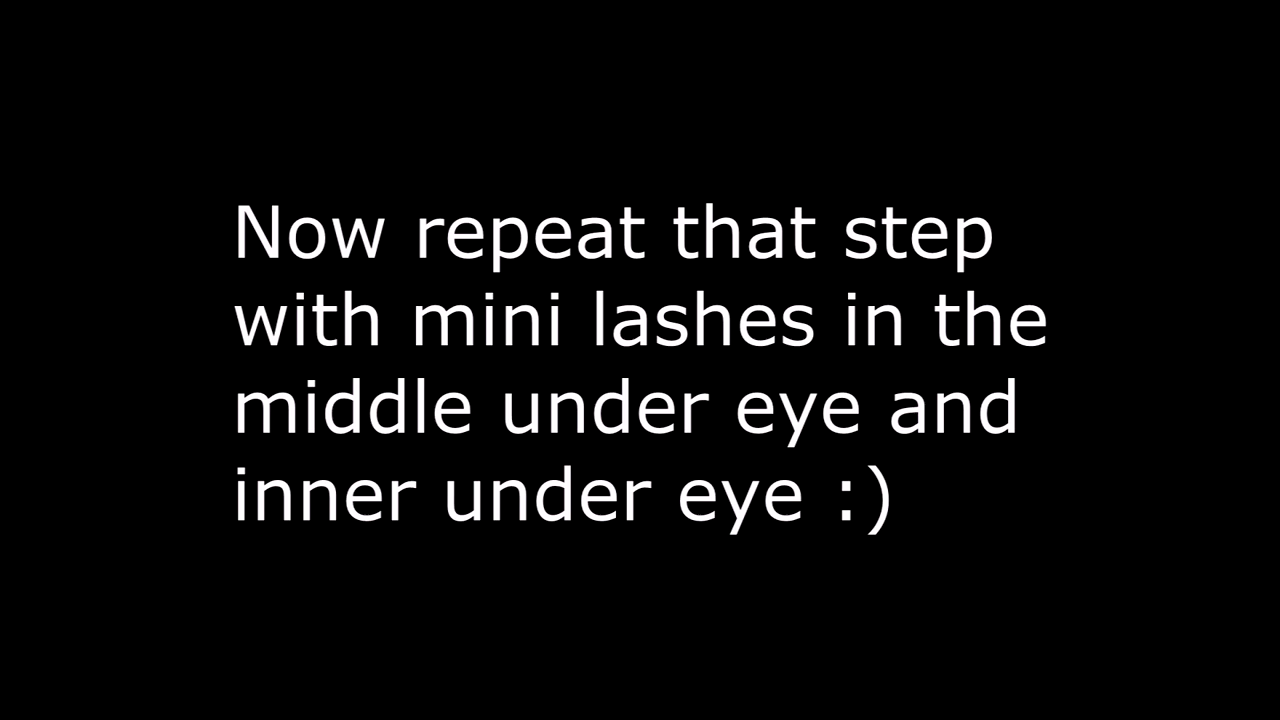 Now repeat that step
with mini lashes in the
middle under eye and
inner under eye :)